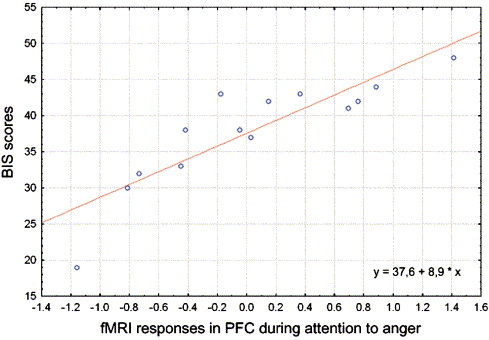 55
50
45
40
35
30
25
20
15
BIS scores
y = 37,6 + 8,9 * x
-1.4 -1.2 -1.0 -0.8 -0.6 -0.4 -0.2 0.0 0.2 0.4 0.6 0.8 1.0 1.2 1.4 1.6
fMRI responses in PFC during attention to anger